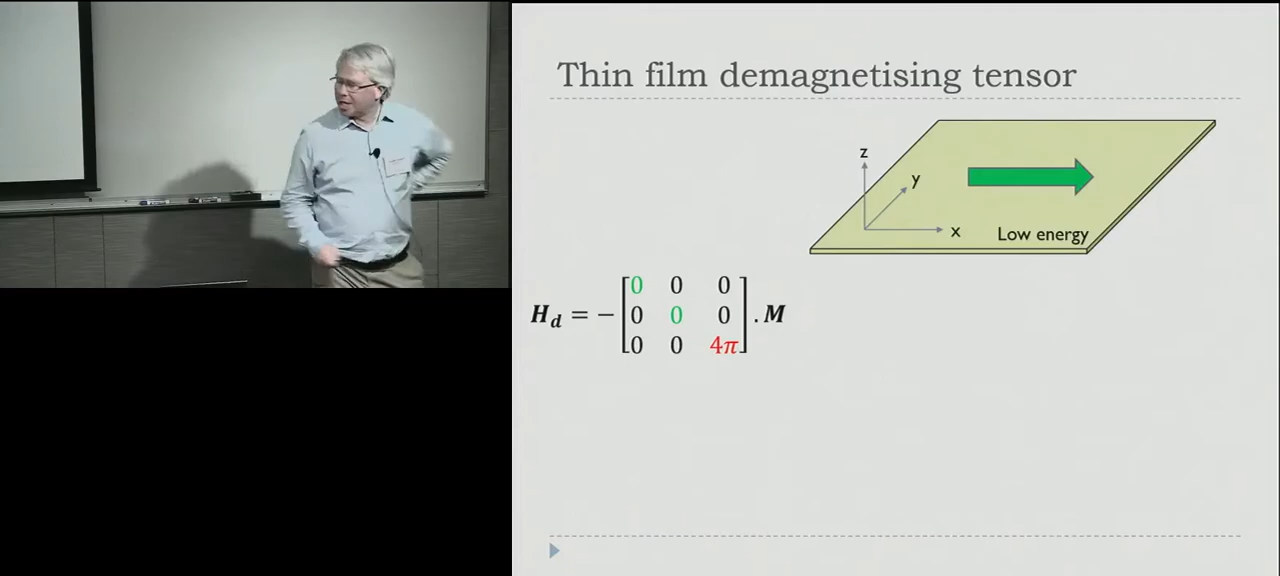 Thin film demagnetising tensor
z
y
x
Low energy
H_d = − [0 0 0
0 0 0
0 0 4π] . M